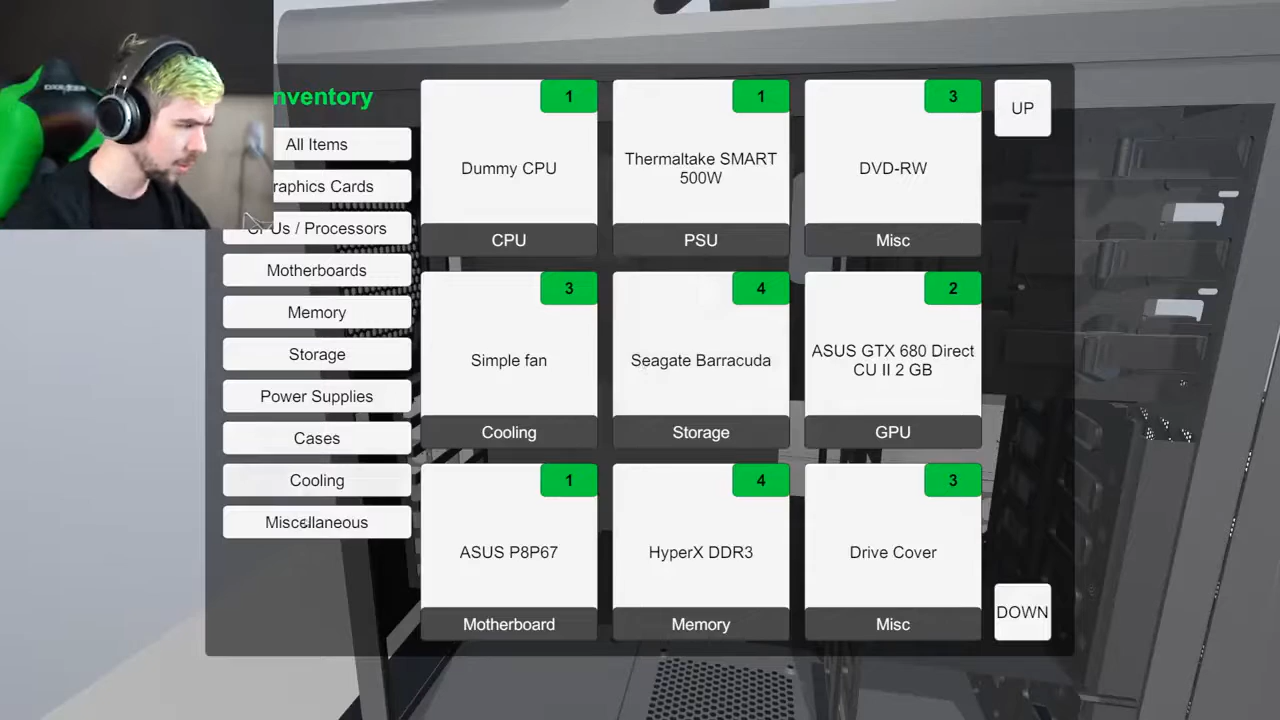 nventory
All Items
raphics Cards
CPUs / Processors
Motherboards
Memory
Storage
Power Supplies
Cases
Cooling
Miscellaneous
1
Dummy CPU
CPU
1
Thermaltake SMART
500W
PSU
3
DVD-RW
Misc
3
Simple fan
Cooling
4
Seagate Barracuda
Storage
2
ASUS GTX 680 Direct
CU II 2 GB
GPU
1
ASUS P8P67
Motherboard
4
HyperX DDR3
Memory
3
Drive Cover
Misc
UP
DOWN